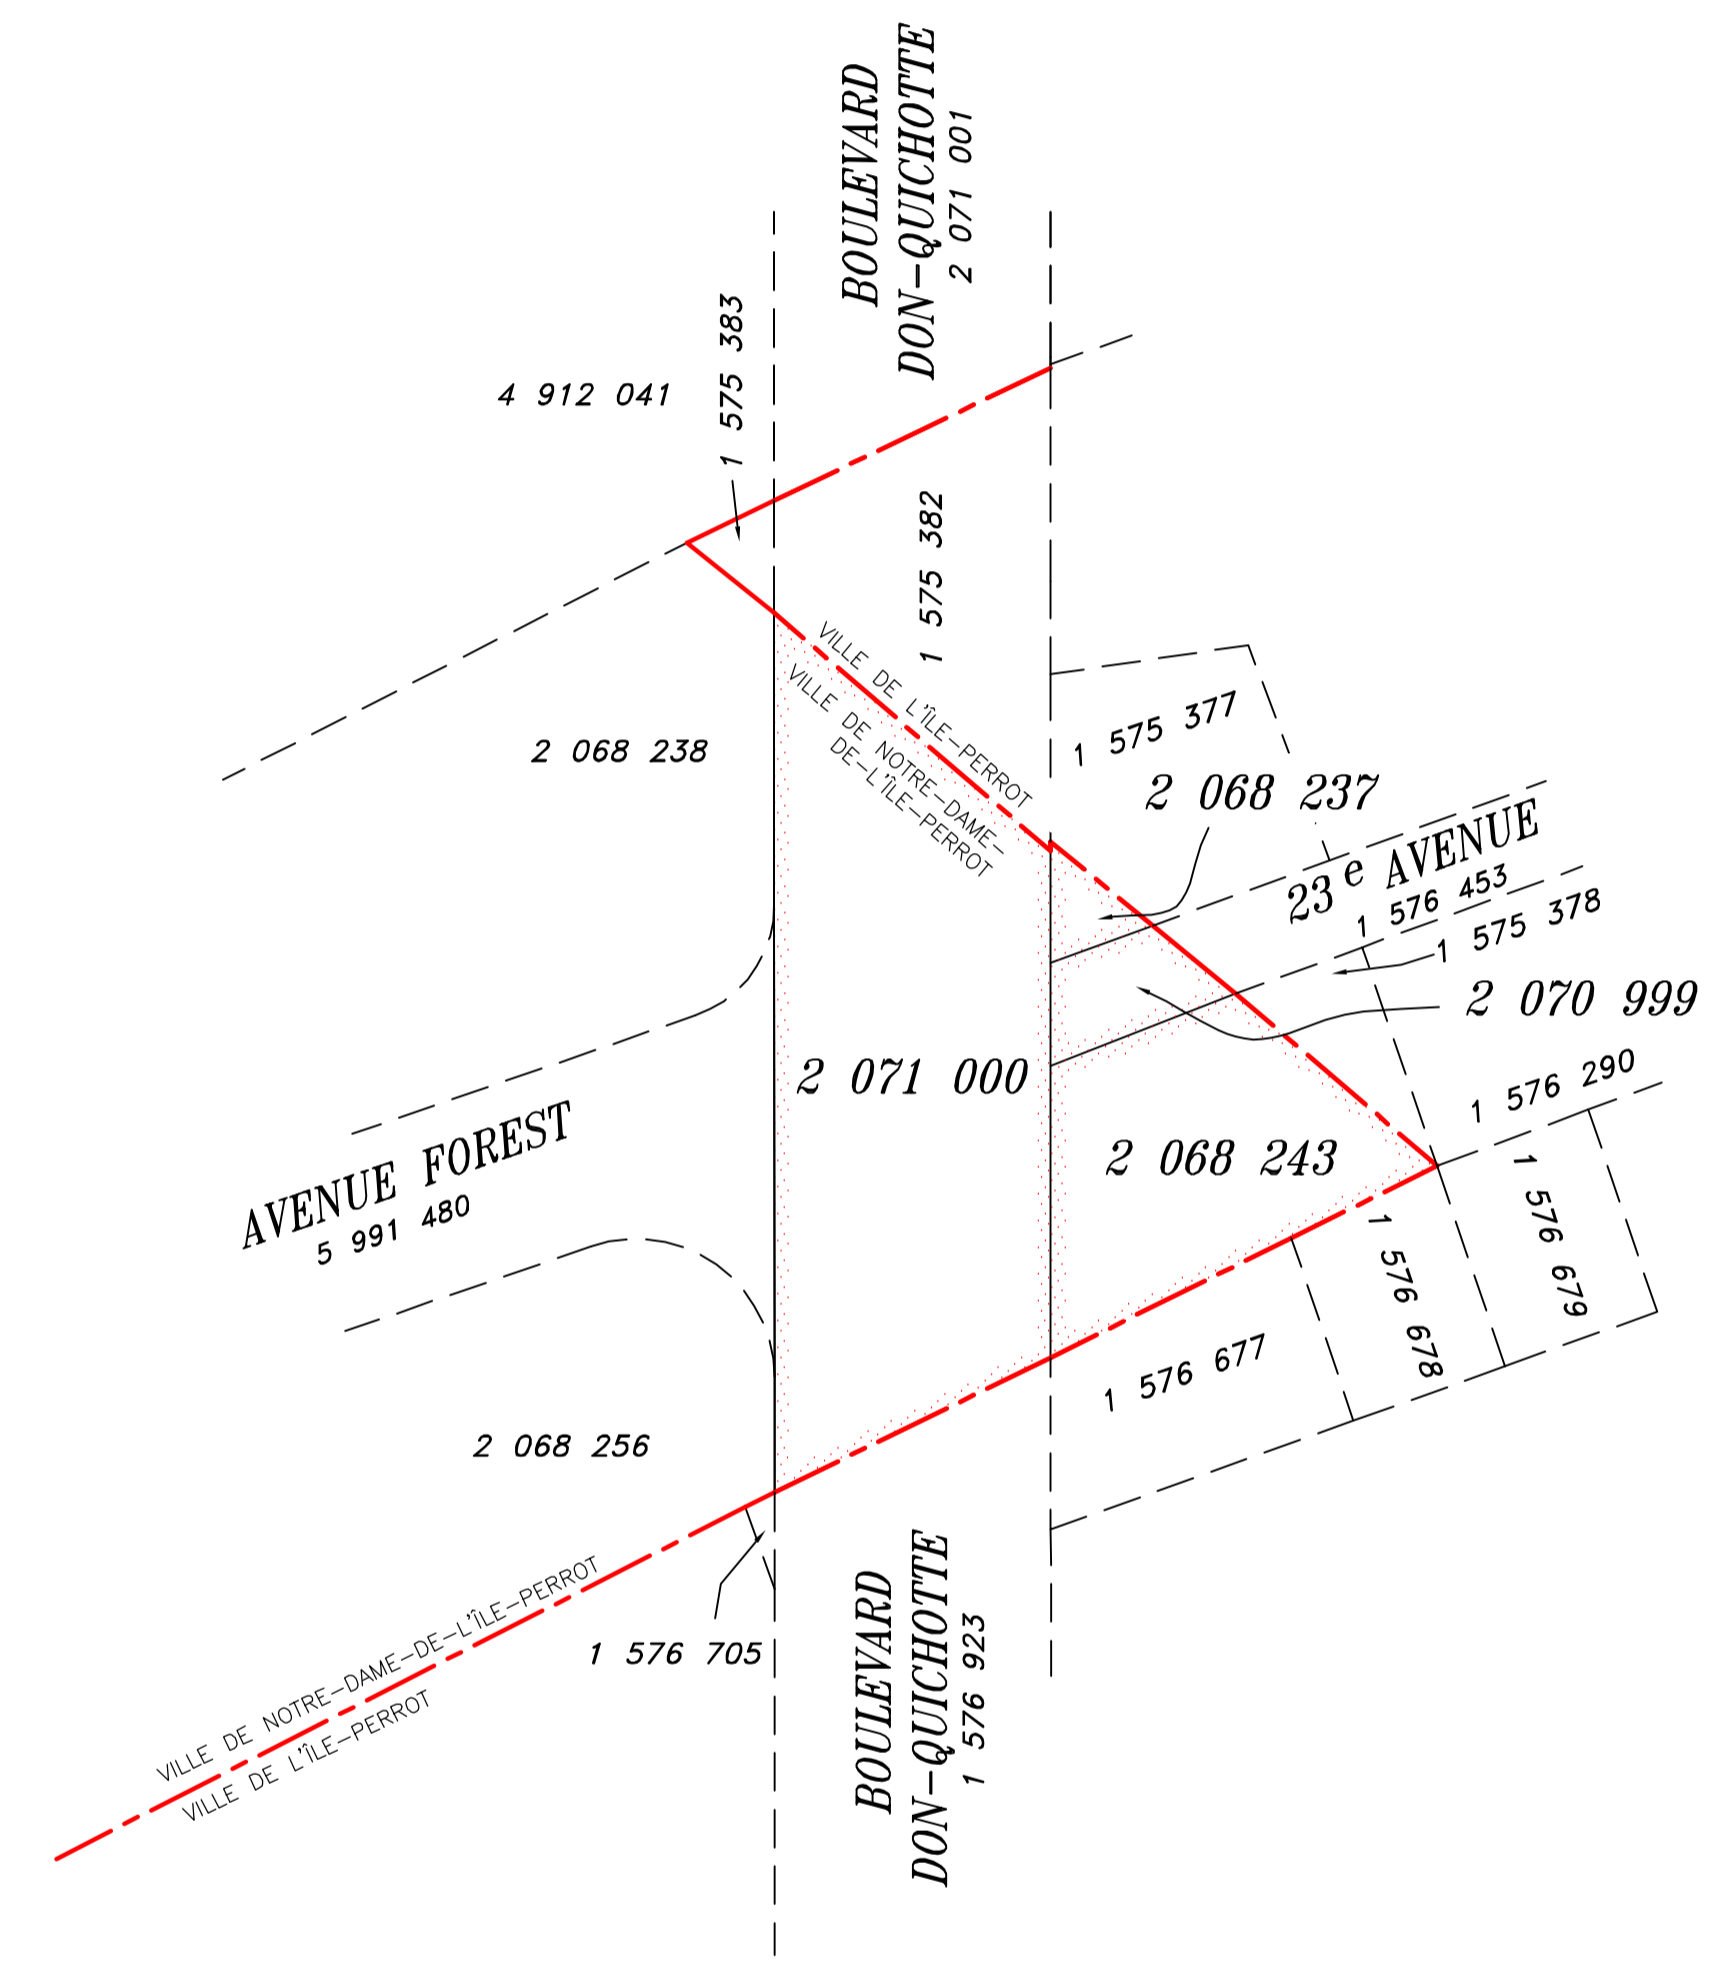 BOULEVARD
DON-QUICHOTTE
2 071 001
4 912 041
1 575 383
1 575 382
VILLE DE L'ÎLE-PERROT
VILLE DE NOTRE-DAME-
DE-L'ÎLE-PERROT
2 068 238
1 575 377
2 068 237
23e AVENUE
1 576 453
1 575 378
2 070 999
2 071 000
1 576 290
AVENUE FOREST
5 991 480
2 068 243
1 576 679
1 576 678
1 576 677
2 068 256
1 576 705
VILLE DE NOTRE-DAME-DE-L'ÎLE-PERROT
VILLE DE L'ÎLE-PERROT
BOULEVARD
DON-QUICHOTTE
1 576 923